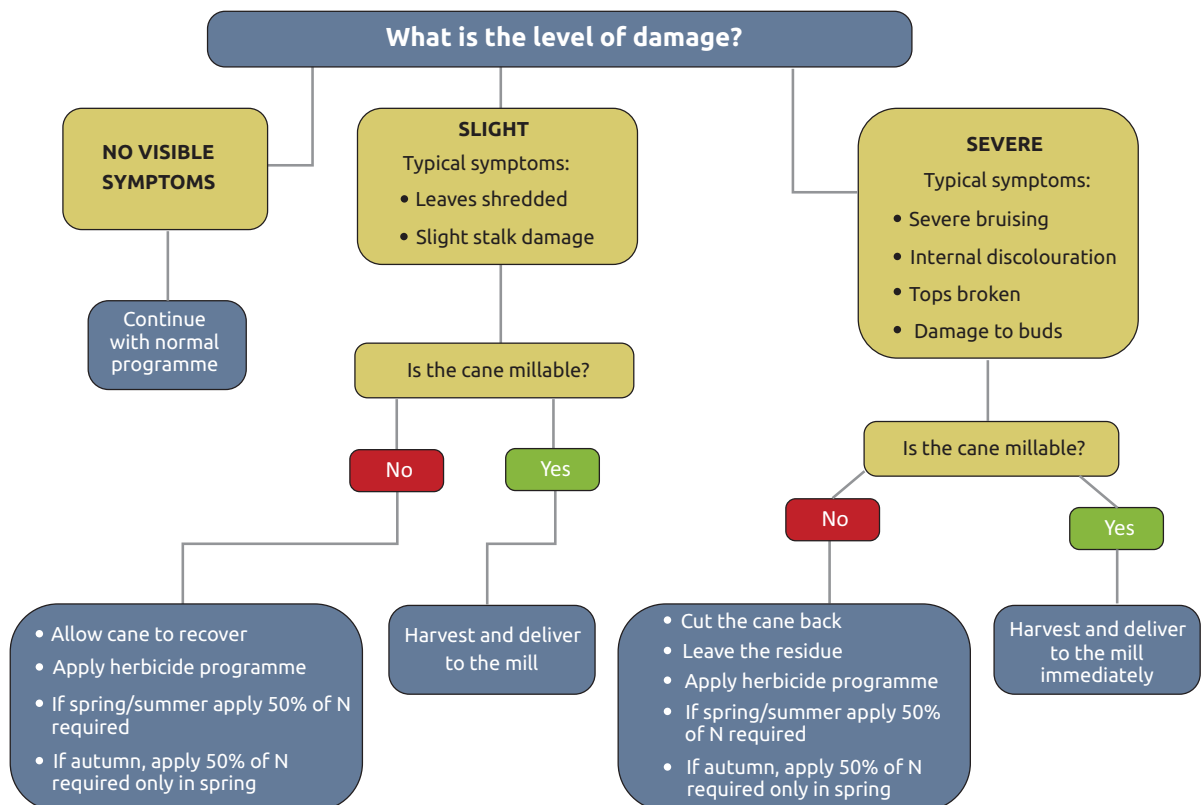 What is the level of damage?
NO VISIBLE
SYMPTOMS
Continue
with normal
programme
SLIGHT
Typical symptoms:
• Leaves shredded
• Slight stalk damage
Is the cane millable?
No
• Allow cane to recover
• Apply herbicide programme
• If spring/summer apply 50% of N
required
• If autumn, apply 50% of N
required only in spring
Yes
Harvest and deliver
to the mill
SEVERE
Typical symptoms:
• Severe bruising
• Internal discolouration
• Tops broken
• Damage to buds
Is the cane millable?
No
• Cut the cane back
• Leave the residue
• Apply herbicide programme
• If spring/summer apply 50%
of N required
• If autumn, apply 50% of N
required only in spring
Yes
Harvest and deliver
to the mill
immediately